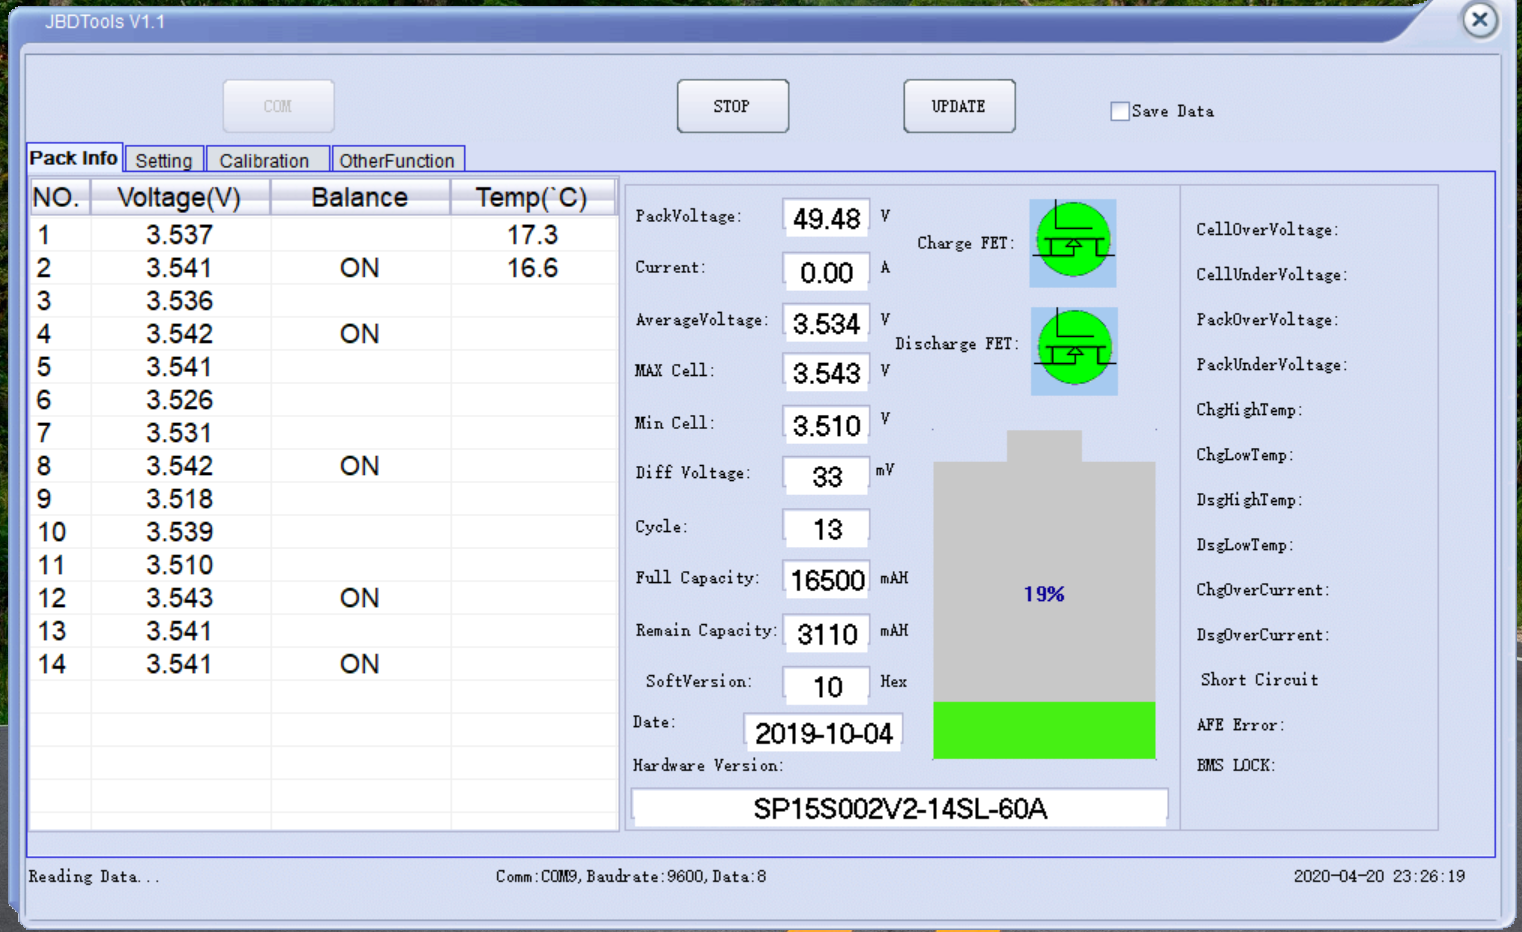 JBDTools V1.1
COM
STOP
UPDATE
Save Data
Pack Info
Setting
Calibration
OtherFunction
NO. Voltage(V) Balance Temp(`C)
1 3.537 17.3
2 3.541 ON 16.6
3 3.536
4 3.542 ON
5 3.541
6 3.526
7 3.531
8 3.542 ON
9 3.518
10 3.539
11 3.510
12 3.543 ON
13 3.541
14 3.541 ON
PackVoltage: 49.48 V
Current: 0.00 A
AverageVoltage: 3.534 V
MAX Cell: 3.543 V
Min Cell: 3.510 V
Diff Voltage: 33 mV
Cycle: 13
Full Capacity: 16500 mAH
Remain Capacity: 3110 mAH
SoftVersion: 10 Hex
Date: 2019-10-04
Hardware Version:
SP15S002V2-14SL-60A
Charge FET:
Discharge FET:
19%
CellOverVoltage:
CellUnderVoltage:
PackOverVoltage:
PackUnderVoltage:
ChgHighTemp:
ChgLowTemp:
DsgHighTemp:
DsgLowTemp:
ChgOverCurrent:
DsgOverCurrent:
Short Circuit
AFE Error:
BMS LOCK:
Reading Data...
Comm:COM9,Baudrate:9600,Data:8
2020-04-20 23:26:19